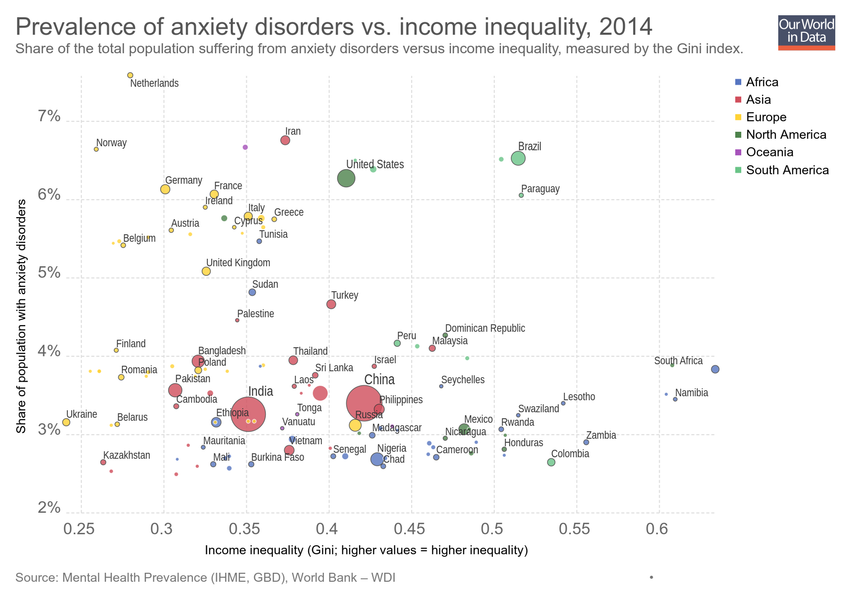 Prevalence of anxiety disorders vs. income inequality, 2014
Share of the total population suffering from anxiety disorders versus income inequality, measured by the Gini index.
Our World
in Data
Africa
Asia
Europe
North America
Oceania
South America
Share of population with anxiety disorders
7%
6%
5%
4%
3%
2%
Netherlands
Norway
Iran
Brazil
United States
Germany
France
Paraguay
Ireland
Italy
Greece
Austria
Cyprus
Belgium
Tunisia
United Kingdom
Sudan
Turkey
Palestine
Dominican Republic
Peru
Malaysia
Finland
Bangladesh
Thailand
Poland
Israel
South Africa
Romania
Sri Lanka
Pakistan
Laos
China
Seychelles
India
Cambodia
Philippines
Lesotho
Namibia
Ukraine
Belarus
Ethiopia
Tonga
Russia
Swaziland
Vanuatu
Madagascar
Mexico
Rwanda
Nicaragua
Mauritania
Vietnam
Honduras
Zambia
Kazakhstan
Mali
Burkina Faso
Senegal
Nigeria
Chad
Cameroon
Colombia
0.25
0.3
0.35
0.4
0.45
0.5
0.55
0.6
Income inequality (Gini; higher values = higher inequality)
Source: Mental Health Prevalence (IHME, GBD), World Bank – WDI